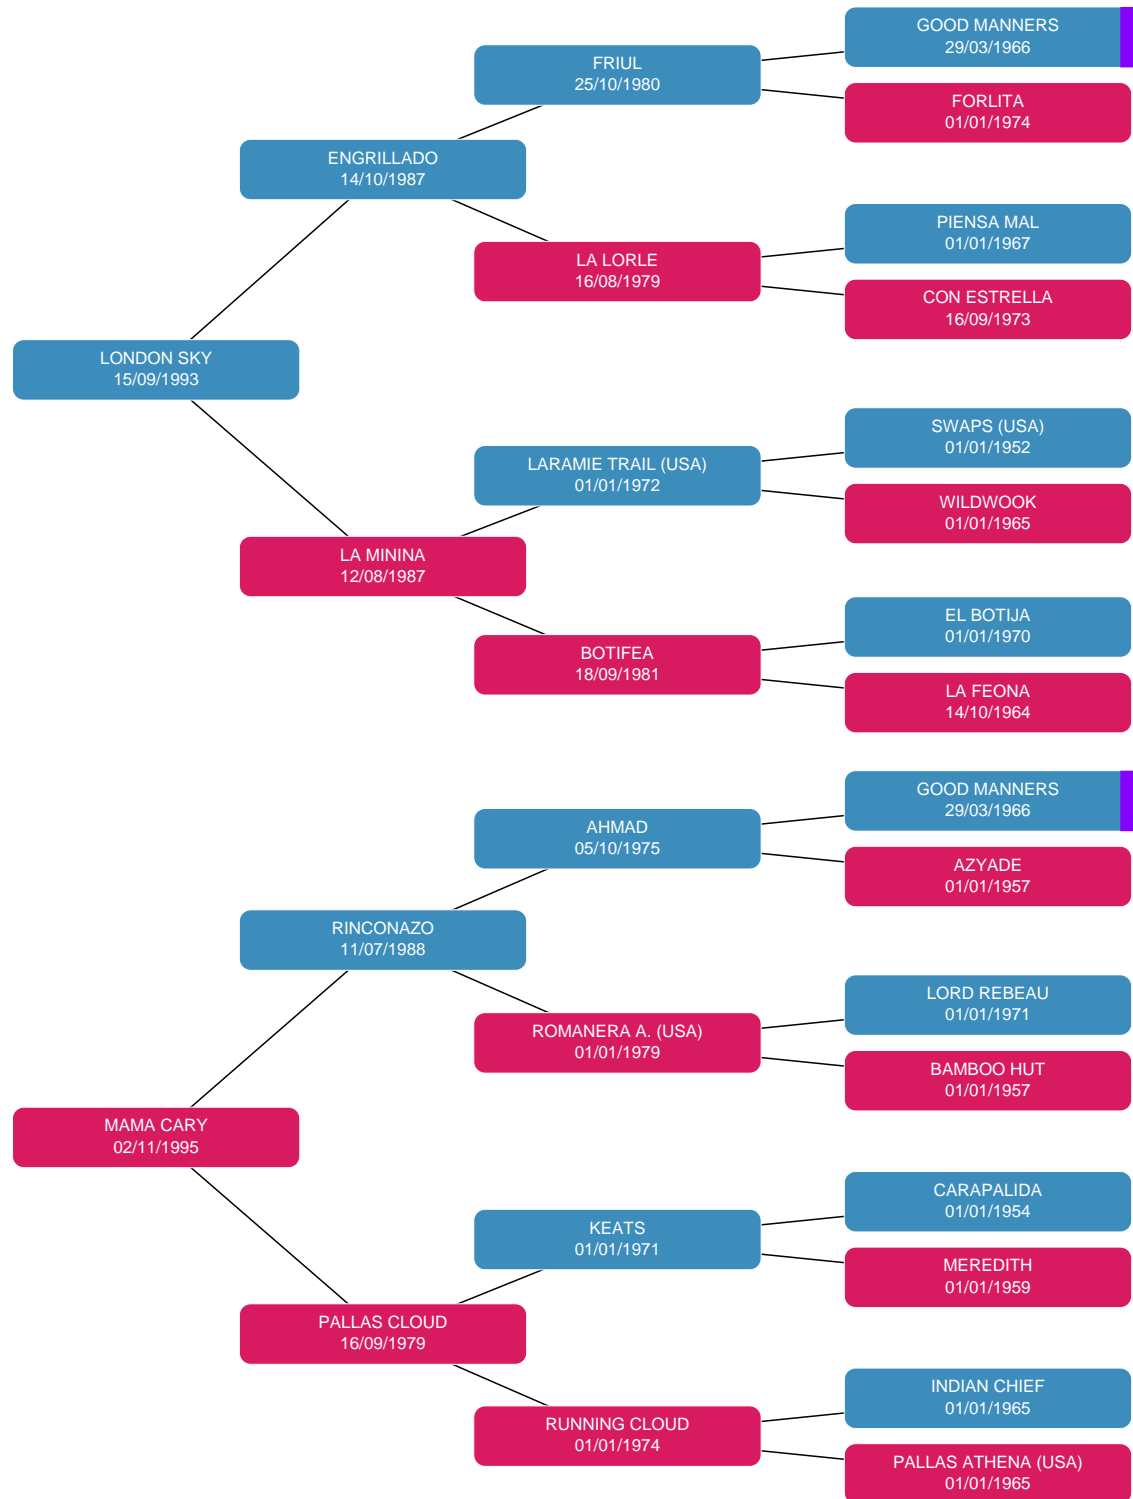 GOOD MANNERS
29/03/1966
FRIUL
25/10/1980
FORLITA
01/01/1974
ENGRILLADO
14/10/1987
PIENSA MAL
01/01/1967
LA LORLE
16/08/1979
CON ESTRELLA
16/09/1973
LONDON SKY
15/09/1993
SWAPS (USA)
01/01/1952
LARAMIE TRAIL (USA)
01/01/1972
WILDWOOK
01/01/1965
LA MININA
12/08/1987
EL BOTIJA
01/01/1970
BOTIFEA
18/09/1981
LA FEONA
14/10/1964
GOOD MANNERS
29/03/1966
AHMAD
05/10/1975
AZYADE
01/01/1957
RINCONAZO
11/07/1988
LORD REBEAU
01/01/1971
ROMANERA A. (USA)
01/01/1979
BAMBOO HUT
01/01/1957
MAMA CARY
02/11/1995
CARAPALIDA
01/01/1954
KEATS
01/01/1971
MEREDITH
01/01/1959
PALLAS CLOUD
16/09/1979
INDIAN CHIEF
01/01/1965
RUNNING CLOUD
01/01/1974
PALLAS ATHENA (USA)
01/01/1965